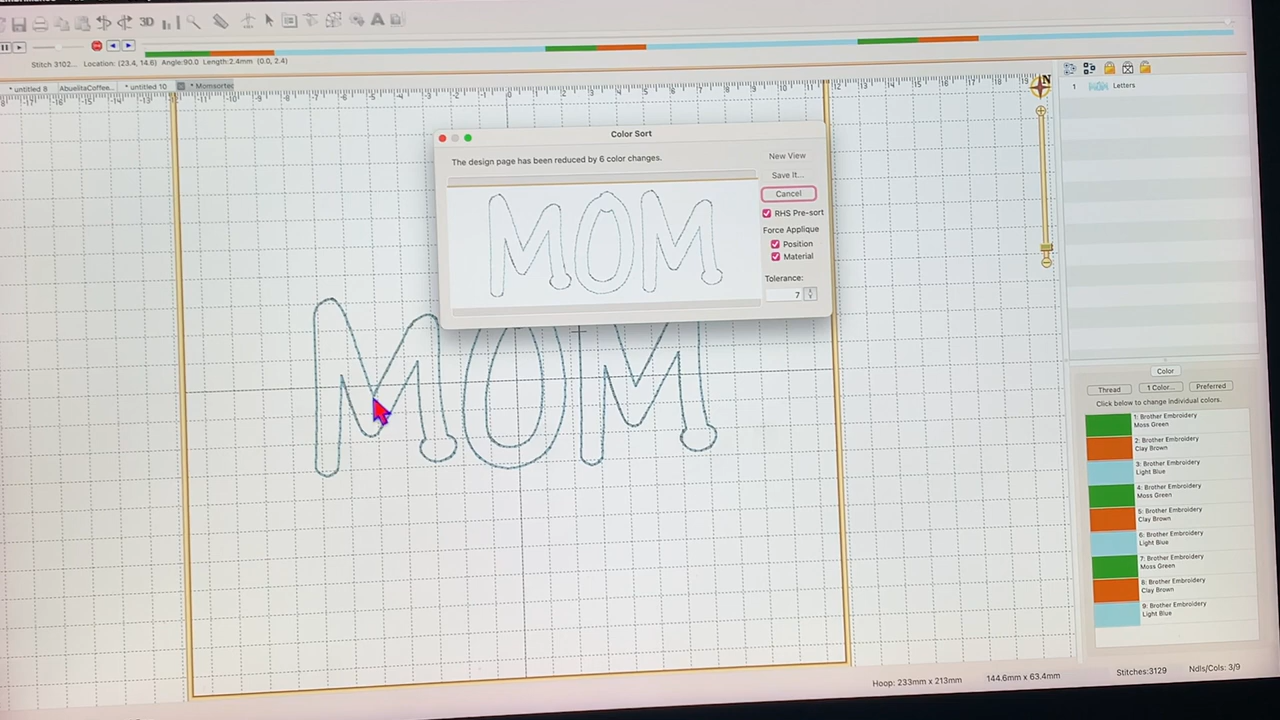 3D
A
Stitch 3102... Location: (23.4, 14.6) Angle:90.0 Length:2.4mm (0.0, 2.4)
* untitled 8
AbuelitaCoffee...
* untitled 10
* Momsorted
N
1 MOM Letters
Color Sort
The design page has been reduced by 6 color changes.
New View
Save It...
Cancel
RHS Pre-sort
Force Applique
Position
Material
Tolerance:
7
MOM
MOM
Color
Thread
1 Color...
Preferred
Click below to change individual colors.
1: Brother Embroidery
Moss Green
2: Brother Embroidery
Clay Brown
3: Brother Embroidery
Light Blue
4: Brother Embroidery
Moss Green
5: Brother Embroidery
Clay Brown
6: Brother Embroidery
Light Blue
7: Brother Embroidery
Moss Green
8: Brother Embroidery
Clay Brown
9: Brother Embroidery
Light Blue
Hoop: 233mm x 213mm
144.6mm x 63.4mm
Stitches:3129
Ndls/Cols: 3/9